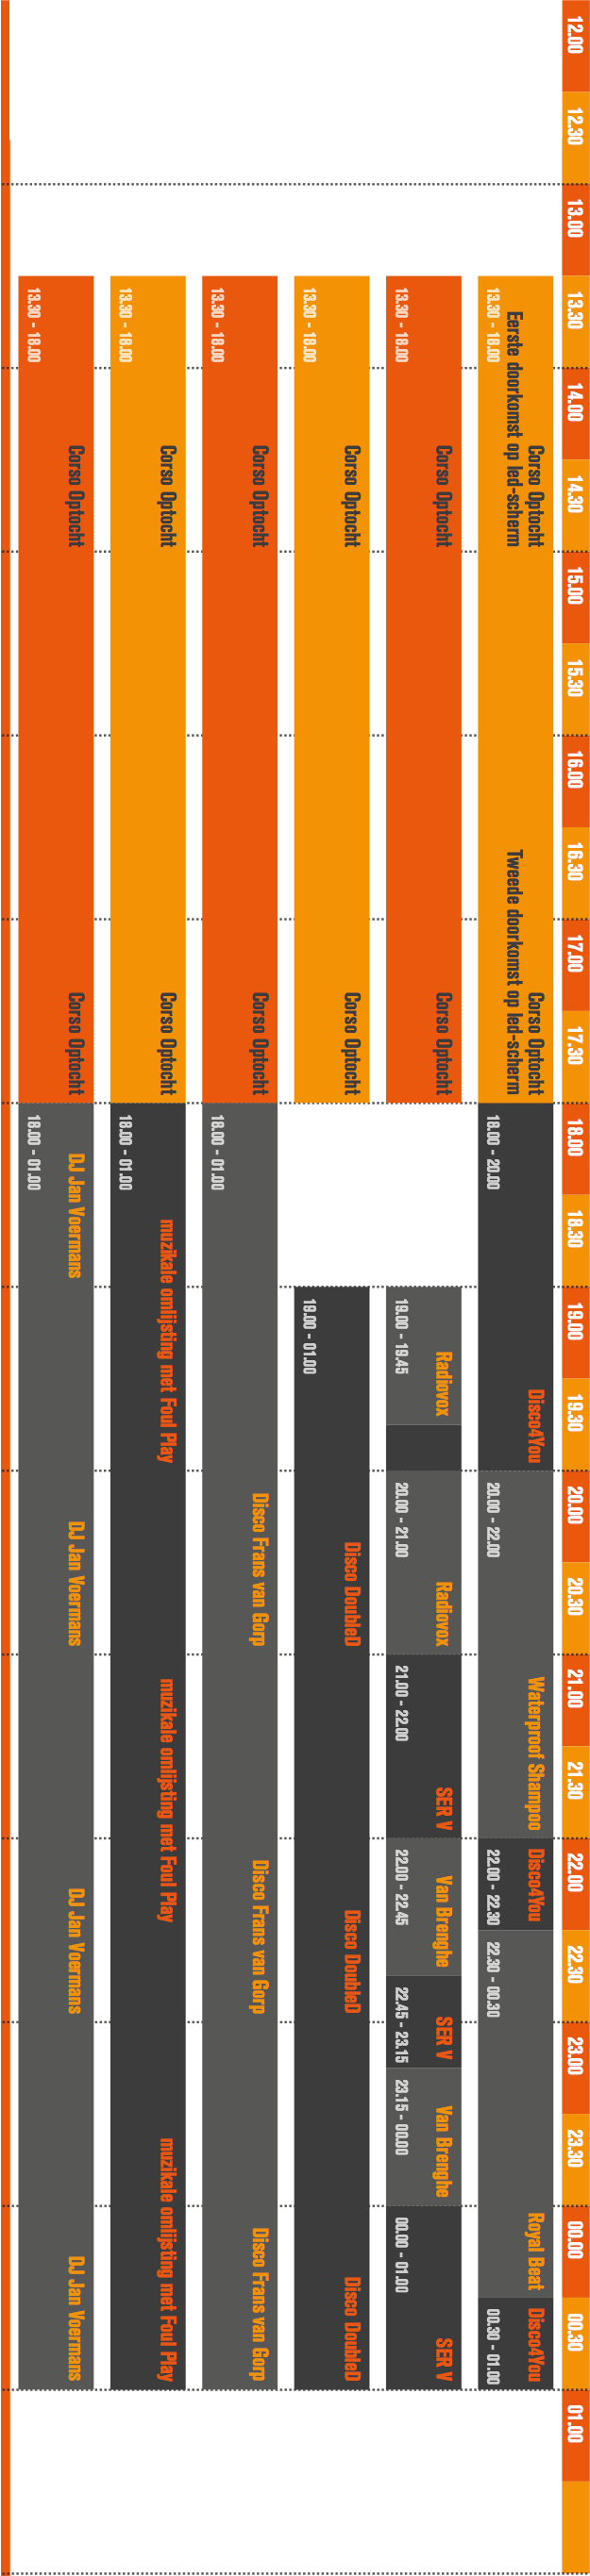 12.00 12.30 13.00 13.30 14.00 14.30 15.00 15.30 16.00 16.30 17.00 17.30 18.00 18.30 19.00 19.30 20.00 20.30 21.00 21.30 22.00 22.30 23.00 23.30 00.00 00.30 01.00
Corso Optocht Corso Optocht Disco4You Waterproof Shampoo Disco4You Royal Beat Disco4You
Eerste doorkomst op led-scherm Tweede doorkomst op led-scherm
13.30 - 18.00 18.00 - 20.00 20.00 - 22.00 22.00 - 22.30 22.30 - 00.30 00.30 - 01.00
Corso Optocht Corso Optocht Radiovox Radiovox SER V Van Brenghe SER V Van Brenghe SER V
13.30 - 18.00 19.00 - 19.45 20.00 - 21.00 21.00 - 22.00 22.00 - 22.45 22.45 - 23.15 23.15 - 00.00 00.00 - 01.00
Corso Optocht Corso Optocht Disco DoubleD Disco DoubleD Disco DoubleD
13.30 - 18.00 19.00 - 01.00
Corso Optocht Corso Optocht Disco Frans van Gorp Disco Frans van Gorp Disco Frans van Gorp
13.30 - 18.00 18.00 - 01.00
Corso Optocht Corso Optocht muzikale omlijsting met Foul Play muzikale omlijsting met Foul Play muzikale omlijsting met Foul Play
13.30 - 18.00 18.00 - 01.00
Corso Optocht Corso Optocht DJ Jan Voermans DJ Jan Voermans DJ Jan Voermans DJ Jan Voermans
13.30 - 18.00 18.00 - 01.00